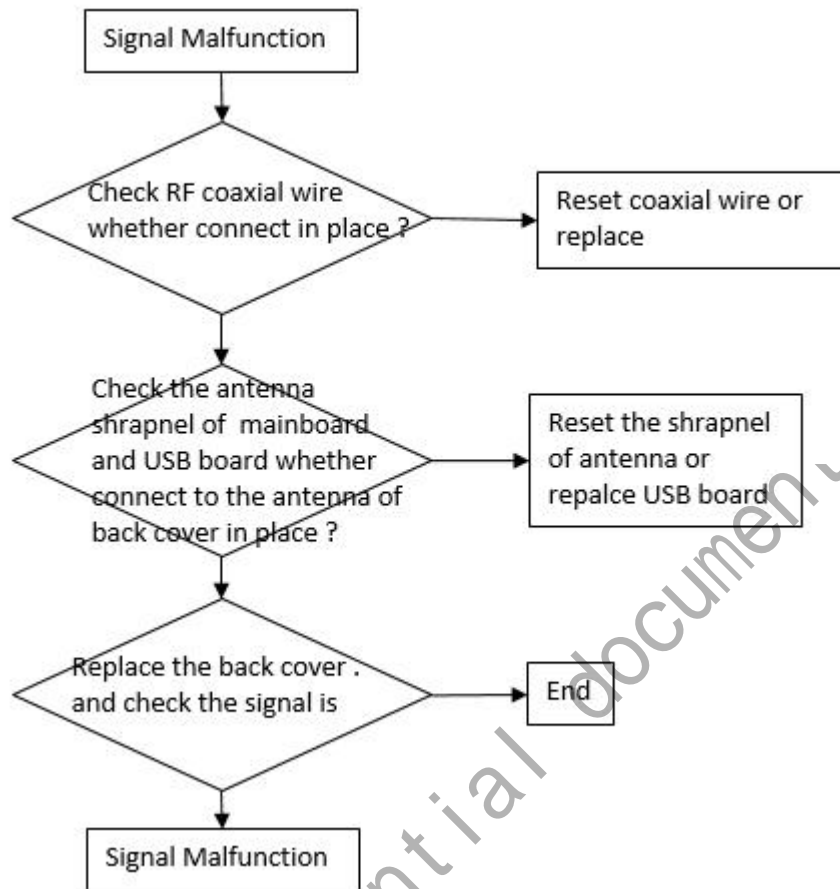 Signal Malfunction
Check RF coaxial wire
whether connect in place ?
Reset coaxial wire or
replace
Check the antenna
shrapnel of mainboard
and USB board whether
connect to the antenna of
back cover in place ?
Reset the shrapnel
of antenna or
repalce USB board
Replace the back cover .
and check the signal is
End
Signal Malfunction
ntial document